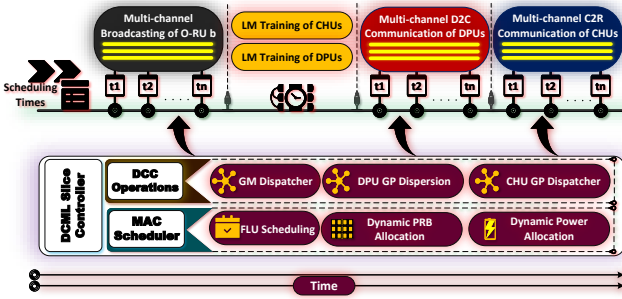 Multi-channel
Broadcasting of O-RU b
LM Training of CHUs
LM Training of DPUs
Multi-channel D2C
Communication of DPUs
Multi-channel C2R
Communication of CHUs
Scheduling
Times
t1 t2 ..... tn
t1 t2 ..... tn
t1 t2 ..... tn
DCML Slice
Controller
DCC
Operations
GM Dispatcher
DPU GP Dispersion
CHU GP Dispatcher
MAC
Scheduler
FLU Scheduling
Dynamic PRB
Allocation
Dynamic Power
Allocation
Time